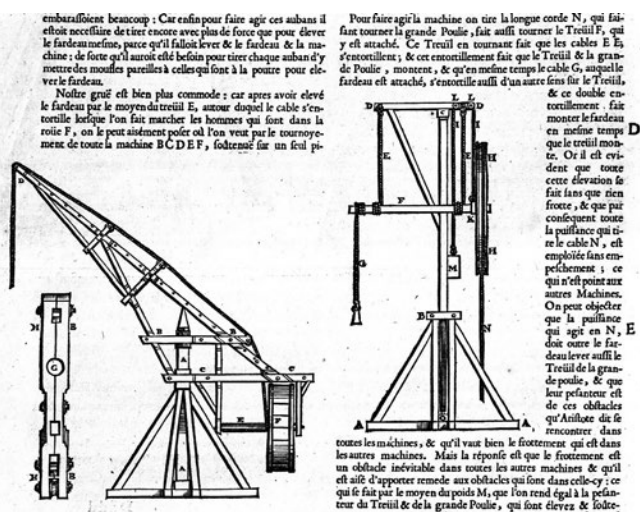 embarassoient beaucoup : Car enfin pour faire agir ces aubans il
estoit necessaire de tirer encore avec plus de force que pour élever
le fardeau mesme, parce qu'il falloit lever & le fardeau & la ma-
chine ; de sorte qu'il auroit esté besoin pour tirer chaque auban d'y
mettre des moufles pareilles à celles qui sont à la poutre pour ele-
ver le fardeau.
Nostre gruë est bien plus commode ; car apres avoir elevé
le fardeau par le moyen du treüil E, autour duquel le cable s'en-
tortille lorsque l'on fait marcher les hommes qui sont dans la
roüe F, on le peut aisément poser où l'on veut par le tournoye-
ment de toute la machine BCDEF, soûtenuë sur un seul pi-
D
B
B
A
C
C
E
F
A
M
B
G
M
B
Pour faire agir la machine on tire la longue corde N, qui fai-
sant tourner la grande Poulie, fait aussi tourner le Treüil F, qui
y est attaché. Ce Treüil en tournant fait que les cables E E,
s'entortillent ; & cet entortillement fait que le Treüil & la gran-
de Poulie, montent, & qu'en mesme temps le cable G, auquel le
fardeau est attaché, s'entortille aussi d'un autre sens sur le Treüil,
& ce double en-
tortillement fait
monter le fardeau
en mesme temps D
que le treüil mon-
te. Or il est evi-
dent que toute
cette élevation se
fait sans que rien
frotte, & que par
consequent toute
la puissance qui ti-
re le cable N, est
emploïée sans em-
peschement ; ce
qui n'est point aux
autres Machines.
On peut objecter
que la puissance
qui agit en N, E
doit outre le far-
deau lever aussi le
Treüil de la gran-
de poulie, & que
leur pesanteur est
de ces obstacles
qu'Aristote dit se
rencontrer dans
toutes les machines, & qu'il vaut bien le frottement qui est dans
les autres machines. Mais la réponse est que le frottement est
un obstacle inévitable dans toutes les autres machines & qu'il
est aisé d'apporter remede aux obstacles qui sont dans celle-cy : ce
qui se fait par le moyen du poids M, que l'on rend égal à la pesan-
teur du Treüil & de la grande Poulie, qui sont élevez & soûte-
D
L
L
D
C
I
I
E
E
H
F
K
H
G
M
B
N
A
A